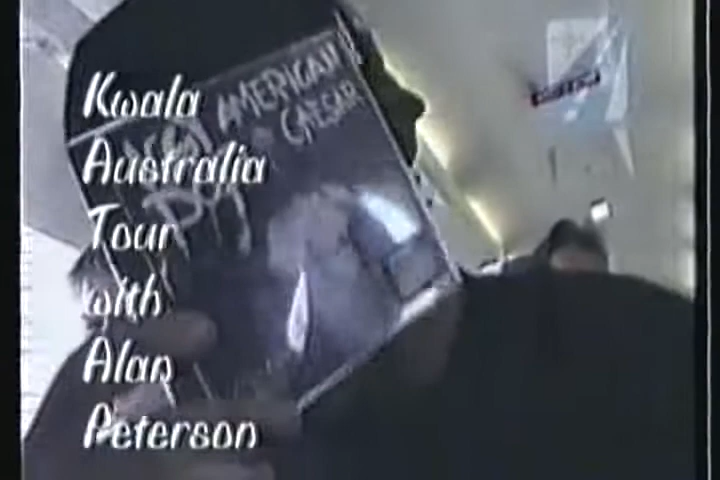 Kwala
Australia
Tour
with
Alan
Peterson
AMERICAN
CAESAR